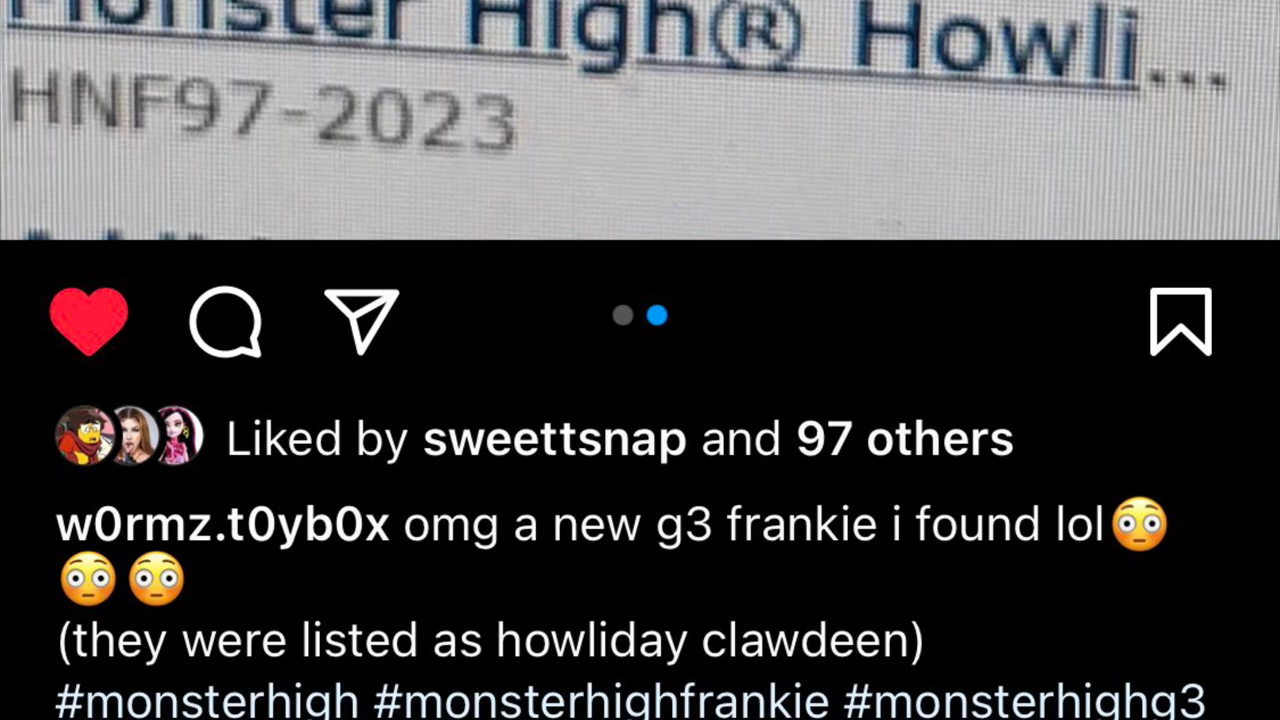 Monster High® Howli...
HNF97-2023
Liked by sweettsnap and 97 others
w0rmz.t0yb0x omg a new g3 frankie i found lol😳
😳😳
(they were listed as howliday clawdeen)
#monsterhigh #monsterhighfrankie #monsterhighg3